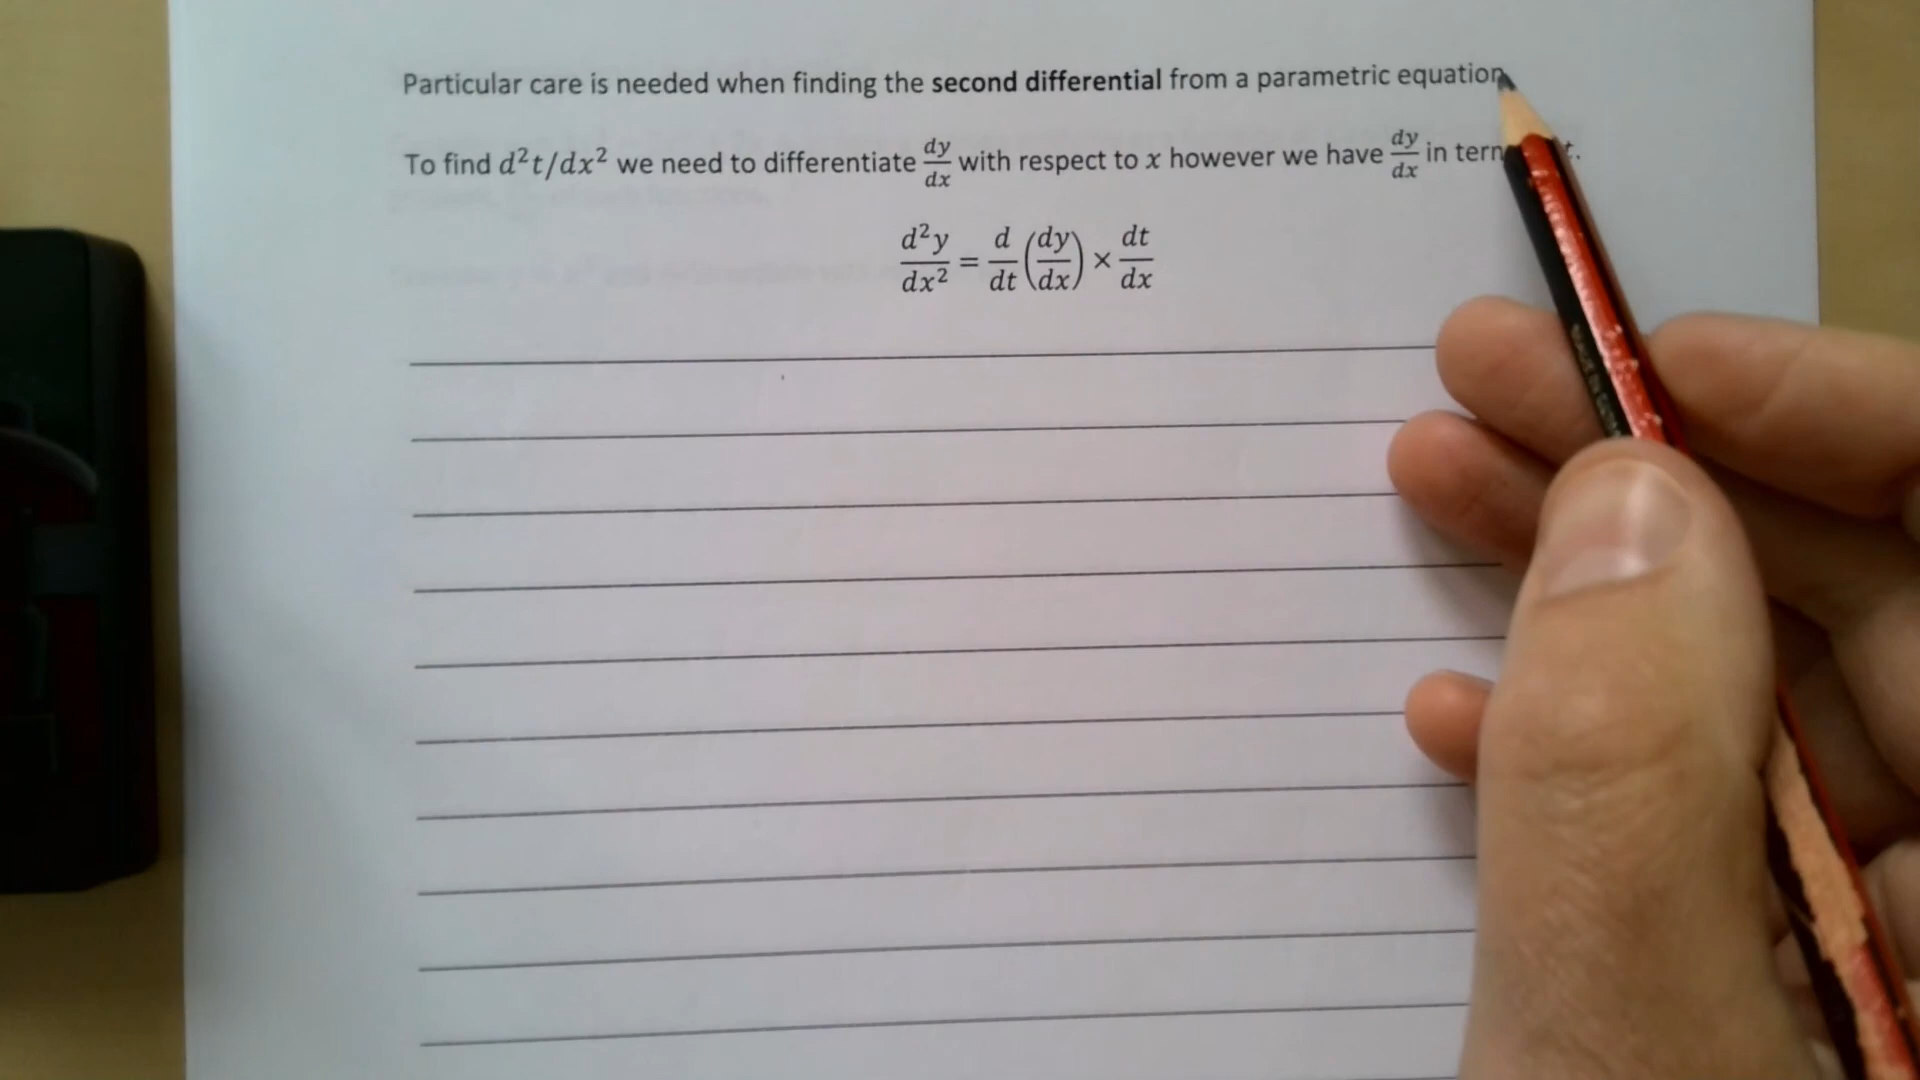 Particular care is needed when finding the second differential from a parametric equation
To find d²t/dx² we need to differentiate dy/dx with respect to x however we have dy/dx in t.
d²y/dx² = d/dt (dy/dx) × dt/dx